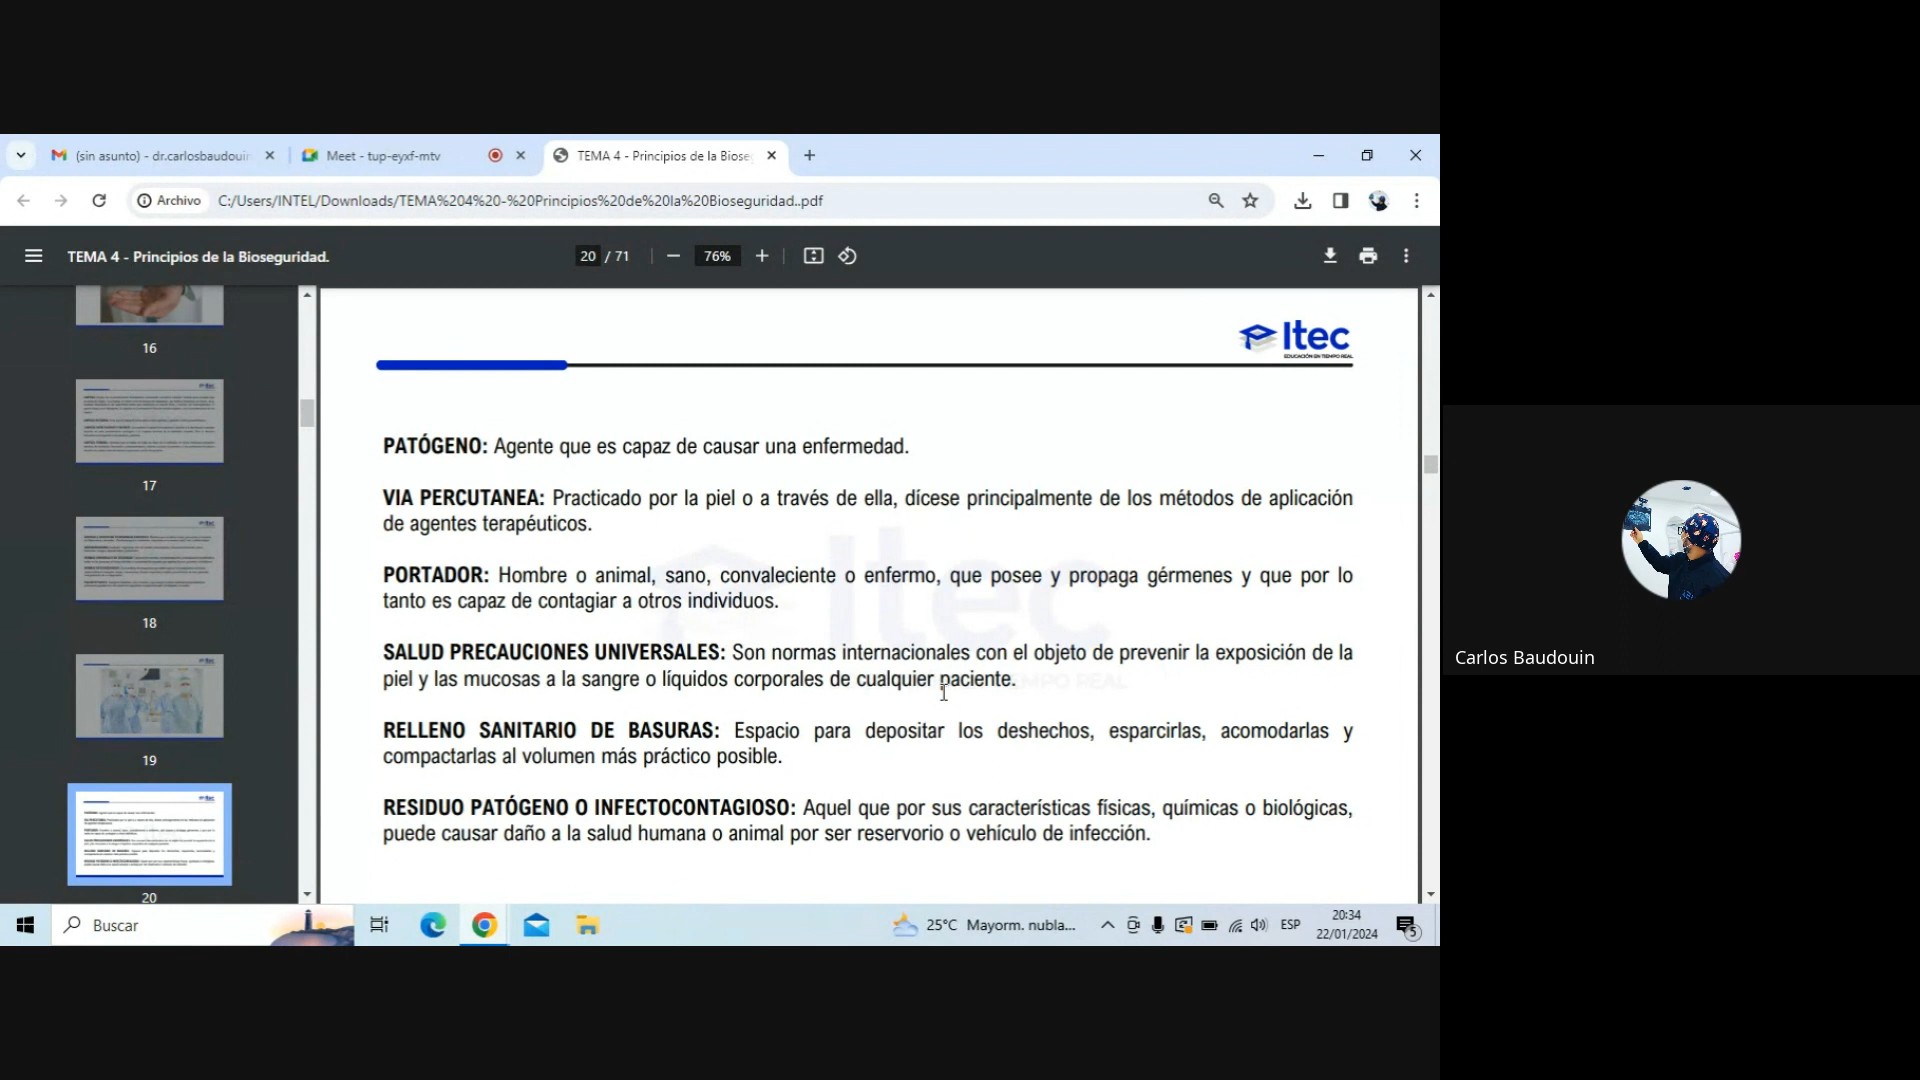 (sin asunto) - dr.carlosbaudouin
Meet - tup-eyxf-mtv
TEMA 4 - Principios de la Biose
Archivo
C:/Users/INTEL/Downloads/TEMA%204%20-%20Principios%20de%20la%20Bioseguridad..pdf
TEMA 4 - Principios de la Bioseguridad.
20 / 71
76%
16
17
18
19
20
Itec
EDUCACIÓN EN TIEMPO REAL
PATÓGENO: Agente que es capaz de causar una enfermedad.
VIA PERCUTANEA: Practicado por la piel o a través de ella, dícese principalmente de los métodos de aplicación
de agentes terapéuticos.
PORTADOR: Hombre o animal, sano, convaleciente o enfermo, que posee y propaga gérmenes y que por lo
tanto es capaz de contagiar a otros individuos.
SALUD PRECAUCIONES UNIVERSALES: Son normas internacionales con el objeto de prevenir la exposición de la
piel y las mucosas a la sangre o líquidos corporales de cualquier paciente.
RELLENO SANITARIO DE BASURAS: Espacio para depositar los deshechos, esparcirlas, acomodarlas y
compactarlas al volumen más práctico posible.
RESIDUO PATÓGENO O INFECTOCONTAGIOSO: Aquel que por sus características físicas, químicas o biológicas,
puede causar daño a la salud humana o animal por ser reservorio o vehículo de infección.
Carlos Baudouin
Buscar
25°C Mayorm. nubla...
ESP
20:34
22/01/2024
5